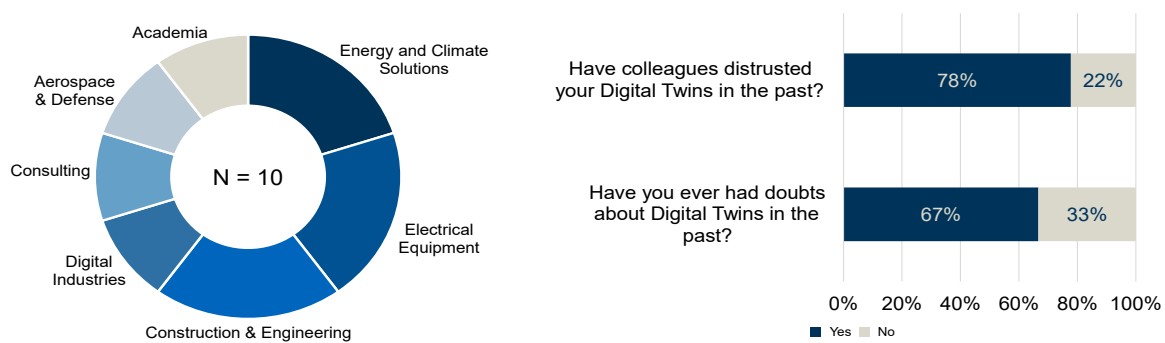 Academia
Energy and Climate
Solutions
Aerospace
& Defense
Consulting
N = 10
Digital
Industries
Electrical
Equipment
Construction & Engineering
Have colleagues distrusted
your Digital Twins in the past?
78%
22%
Have you ever had doubts
about Digital Twins in the
past?
67%
33%
0% 20% 40% 60% 80% 100%
Yes No